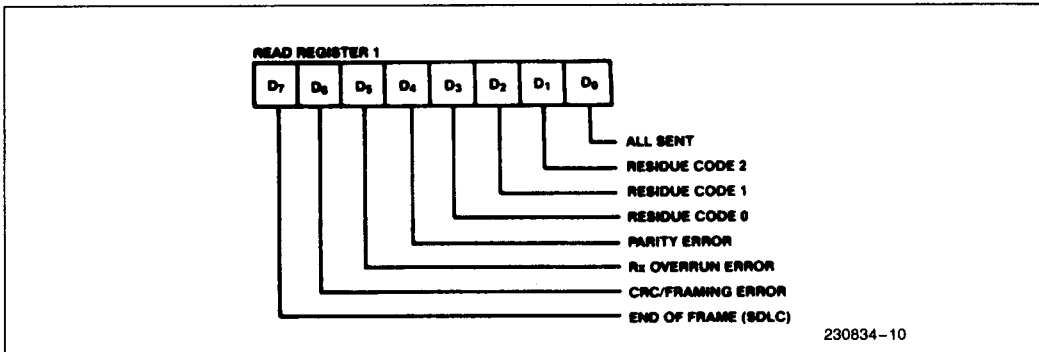 READ REGISTER 1
D7 D6 D5 D4 D3 D2 D1 D0
ALL SENT
RESIDUE CODE 2
RESIDUE CODE 1
RESIDUE CODE 0
PARITY ERROR
Rx OVERRUN ERROR
CRC/FRAMING ERROR
END OF FRAME (SDLC)
230834-10